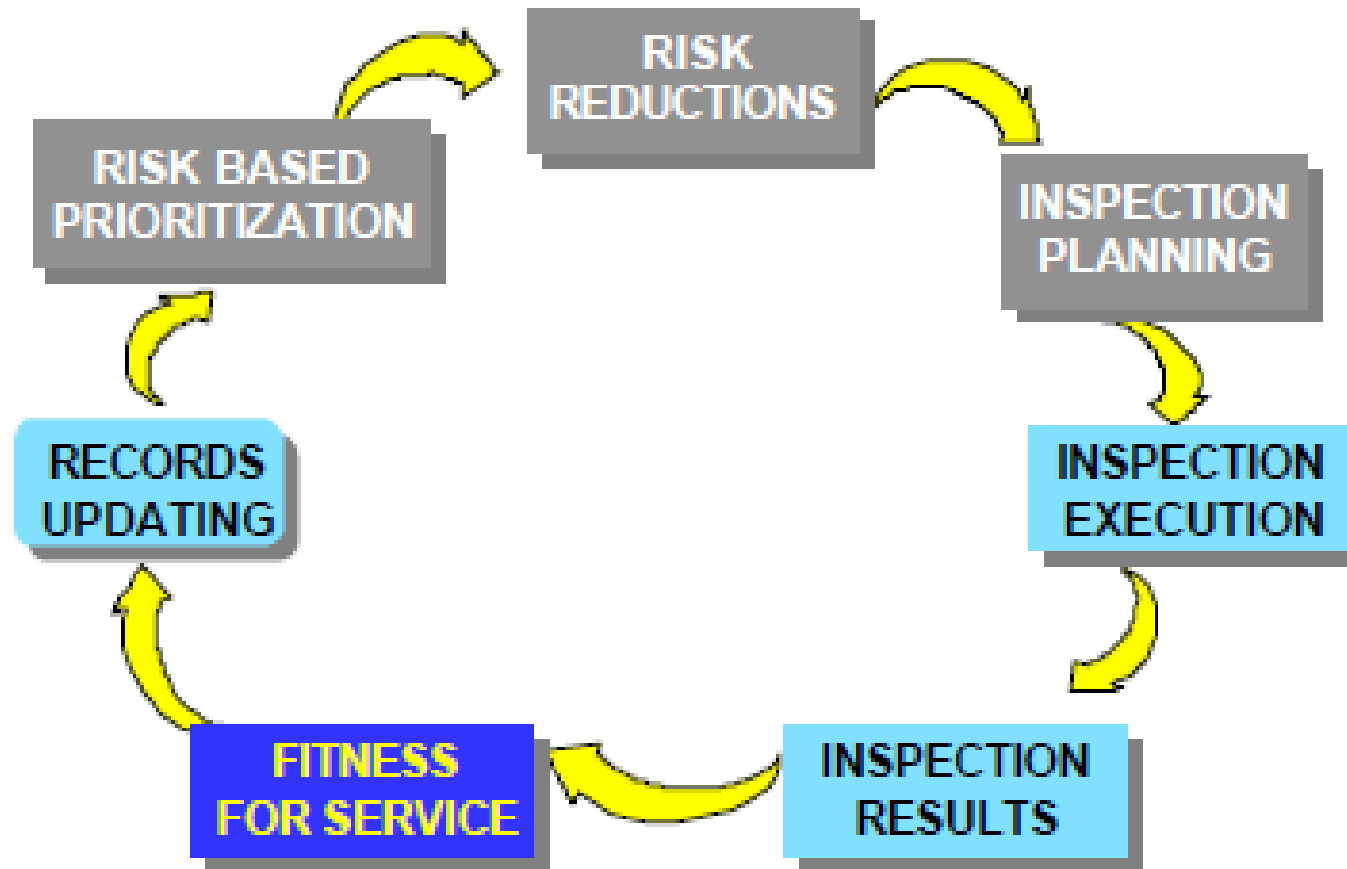 RISK
REDUCTIONS
RISK BASED
PRIORITIZATION
INSPECTION
PLANNING
RECORDS
UPDATING
INSPECTION
EXECUTION
FITNESS
FOR SERVICE
INSPECTION
RESULTS